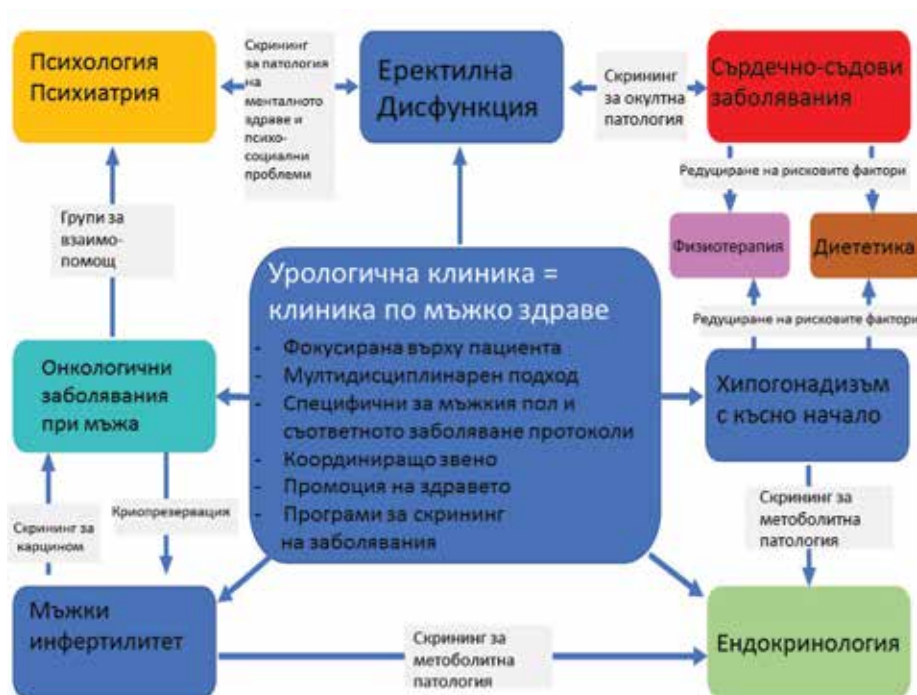 Психология
Психиатрия
Скрининг
за патология
на
менталното
здраве и
психо-
социални
проблеми
Еректилна
Дисфункция
Скрининг
за окултна
патология
Сърдечно-съдови
заболявания
Редуциране на рисковите фактори
Физиотерапия
Диететика
Редуциране на рисковите фактори
Групи за
взаимо-
помощ
Урологична клиника =
клиника по мъжко здраве
- Фокусирана върху пациента
- Мултидисциплинарен подход
- Специфични за мъжкия пол и
съответното заболяване протоколи
- Координиращо звено
- Промоция на здравето
- Програми за скрининг
на заболявания
Онкологични
заболявания
при мъжа
Хипогонадизъм
с късно начало
Скрининг за
карцином
Криопрезервация
Скрининг за
метоболитна
патология
Мъжки
инфертилитет
Скрининг за
метоболитна
патология
Ендокринология